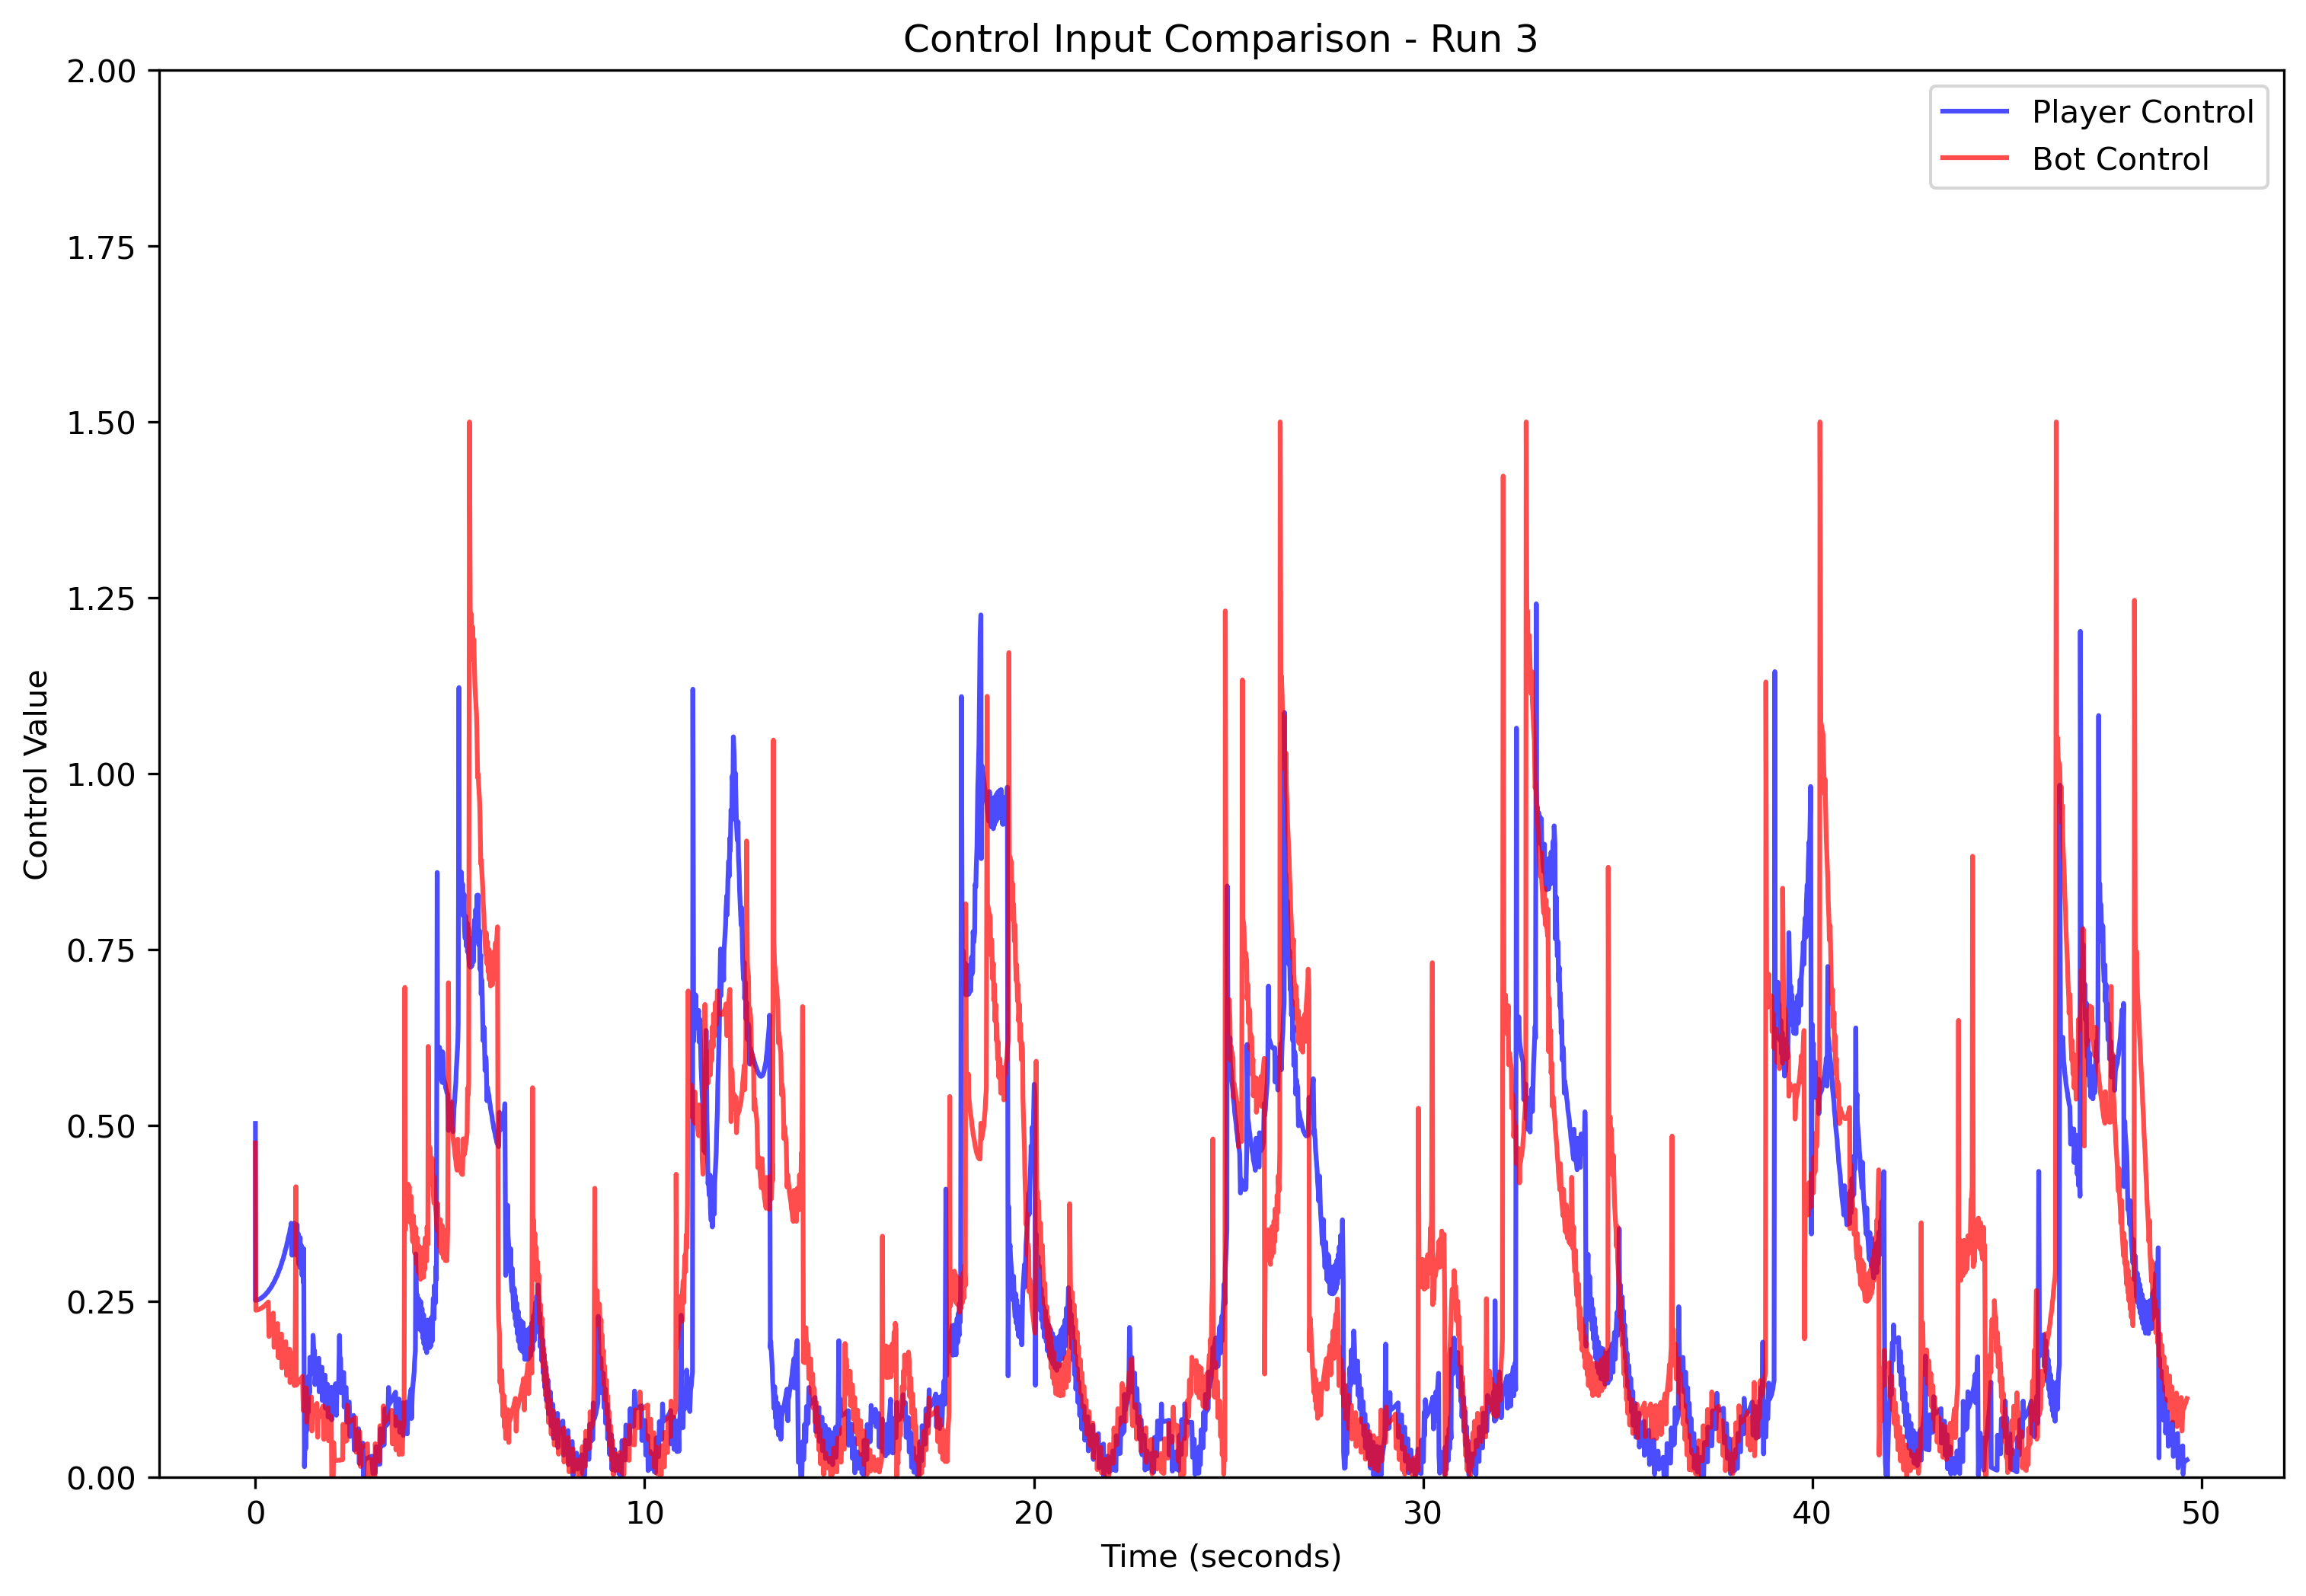 Control Input Comparison - Run 3
2.00
1.75
1.50
1.25
1.00
0.75
0.50
0.25
0.00
Control Value
Player Control
Bot Control
0 10 20 30 40 50
Time (seconds)